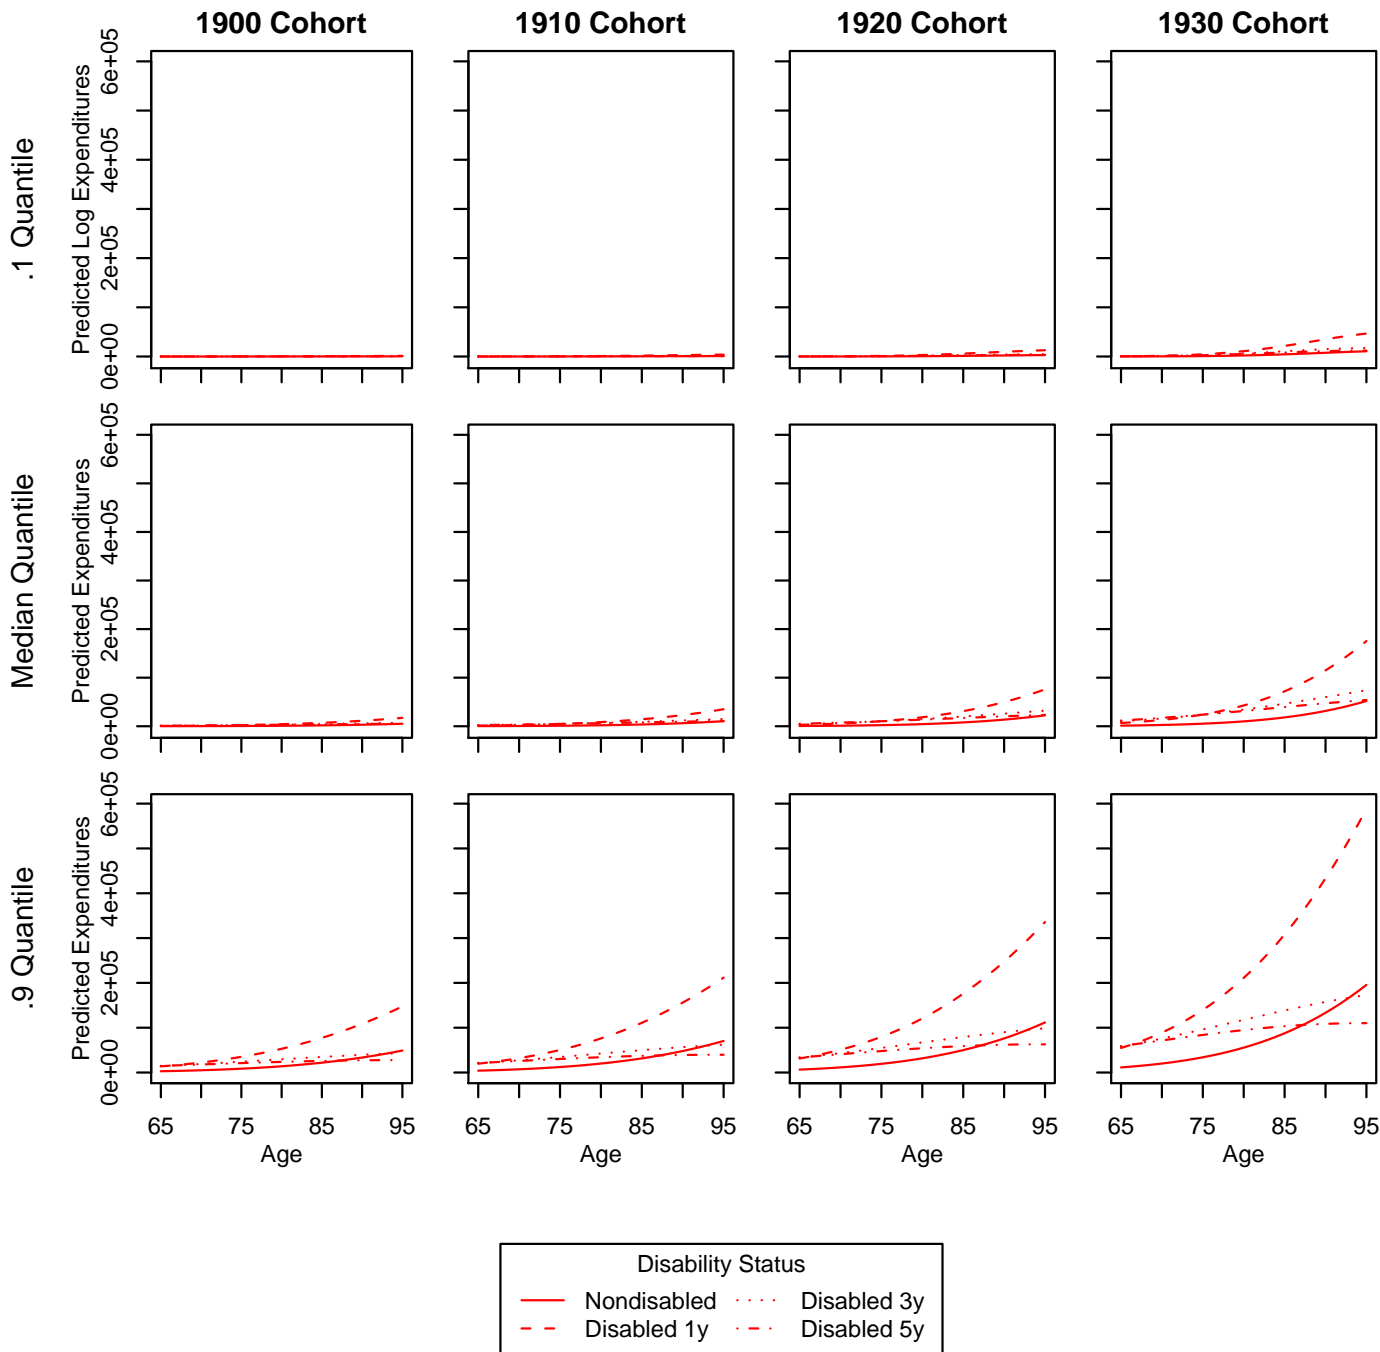 1900 Cohort 1910 Cohort 1920 Cohort 1930 Cohort
.1 Quantile
Predicted Log Expenditures
0e+00 2e+05 4e+05 6e+05
Median Quantile
Predicted Expenditures
0e+00 2e+05 4e+05 6e+05
.9 Quantile
Predicted Expenditures
0e+00 2e+05 4e+05 6e+05
65 75 85 95 65 75 85 95 65 75 85 95 65 75 85 95
Age Age Age Age
Disability Status
Nondisabled Disabled 3y
Disabled 1y Disabled 5y